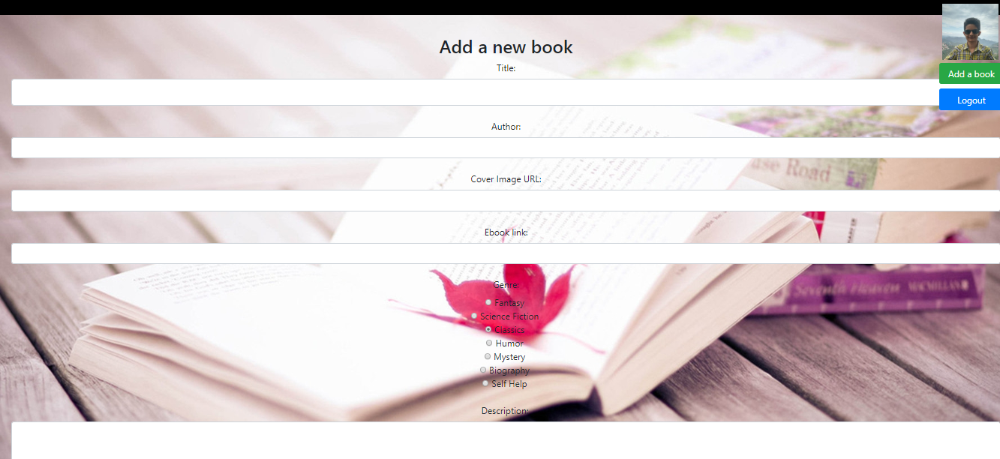 Add a new book
Title:
Add a book
Logout
Author:
Cover Image URL:
ase Road
Ebook link:
Genre:
Fantasy
Science Fiction
Classics
Humor
Mystery
Biography
Self Help
Seventh Heaven MACMILLAN
Description: